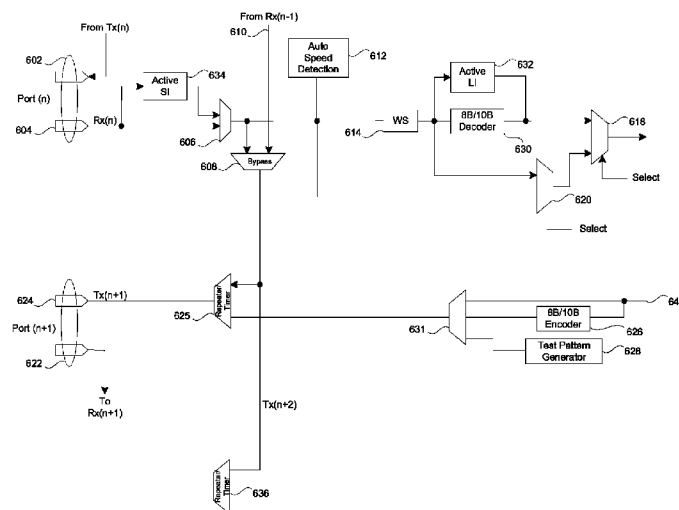 From Rx(n-1)
From Tx(n)
602
610
Auto
Speed
Detection
612
Active
SI
634
Active
LI
632
Port (n)
604
Rx(n)
606
WS
614
8B/10B
Decoder
630
618
Bypass
608
Select
620
Select
624
Tx(n+1)
Repeater/
Timer
625
64
8B/10B
Encoder
626
631
Port (n+1)
Test Pattern
Generator
628
622
To
Rx(n+1)
Tx(n+2)
Repeater/
Timer
636